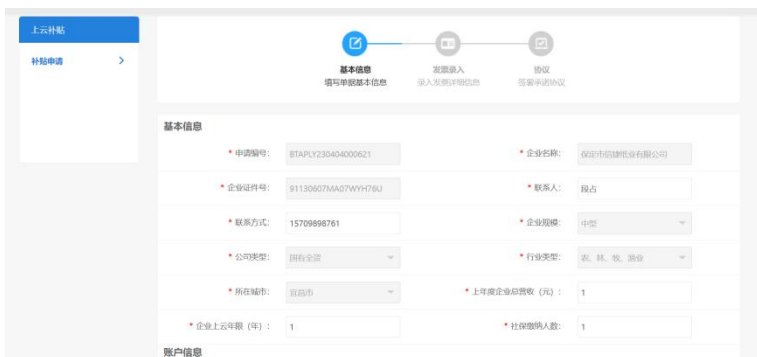 上云补贴
补贴申请
基本信息
填写单据基本信息
发票录入
录入发票详细信息
协议
签署承诺协议
基本信息
* 申请编号: BTAPLY230404000621
* 企业名称: 保定市信捷纸业有限公司
* 企业证件号: 91130607MA07WYH76U
* 联系人: 段占
* 联系方式: 15709898761
* 企业规模: 中型
* 公司类型: 国有全资
* 行业类型: 农、林、牧、渔业
* 所在城市: 宜昌市
* 上年度企业总营收(元): 1
* 企业上云年限(年): 1
* 社保缴纳人数: 1
账户信息